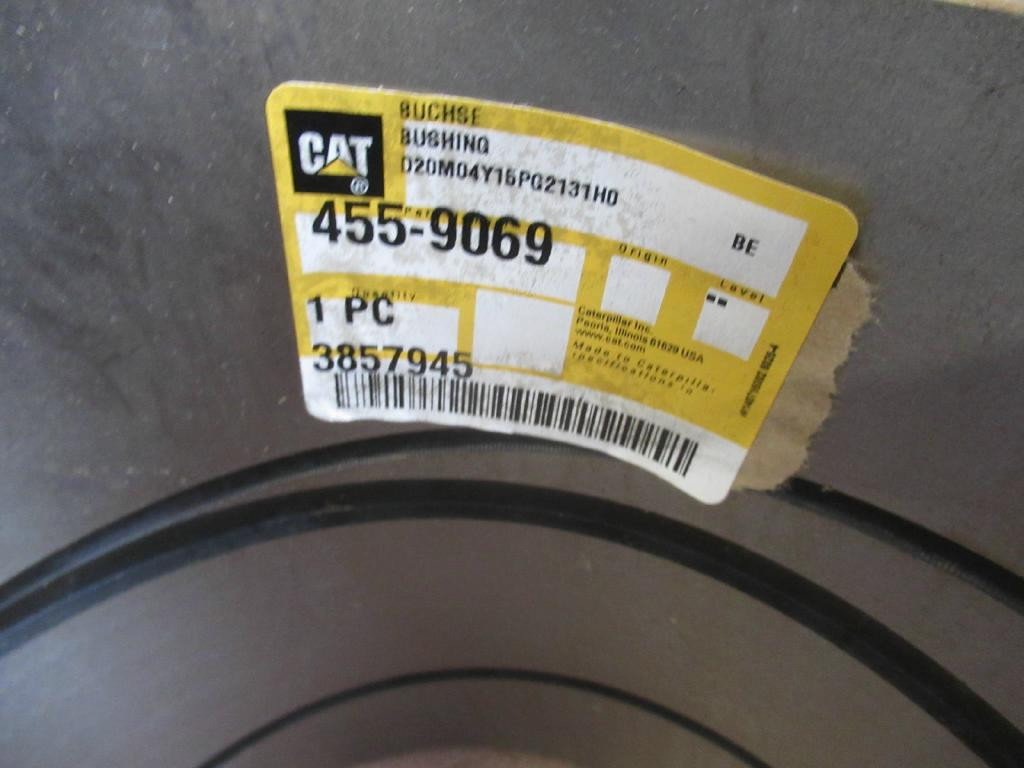 BUCHSE
BUSHING
D20M04Y16PG2131H0
BE
CAT
®
455-9069
Origin
Level
Quantity
1 PC
3857945
Caterpillar Inc.
Peoria, Illinois 61629 USA
www.cat.com
Made to Caterpillar
specifications in